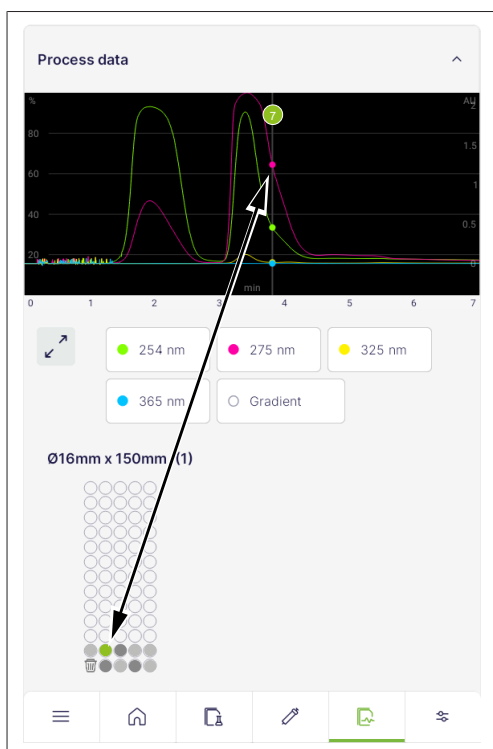 Process data
%
AU
7
2
80
1.5
60
1
40
0.5
20
0
min
0 1 2 3 4 5 6 7
254 nm
275 nm
325 nm
365 nm
Gradient
Ø16mm x 150mm (1)